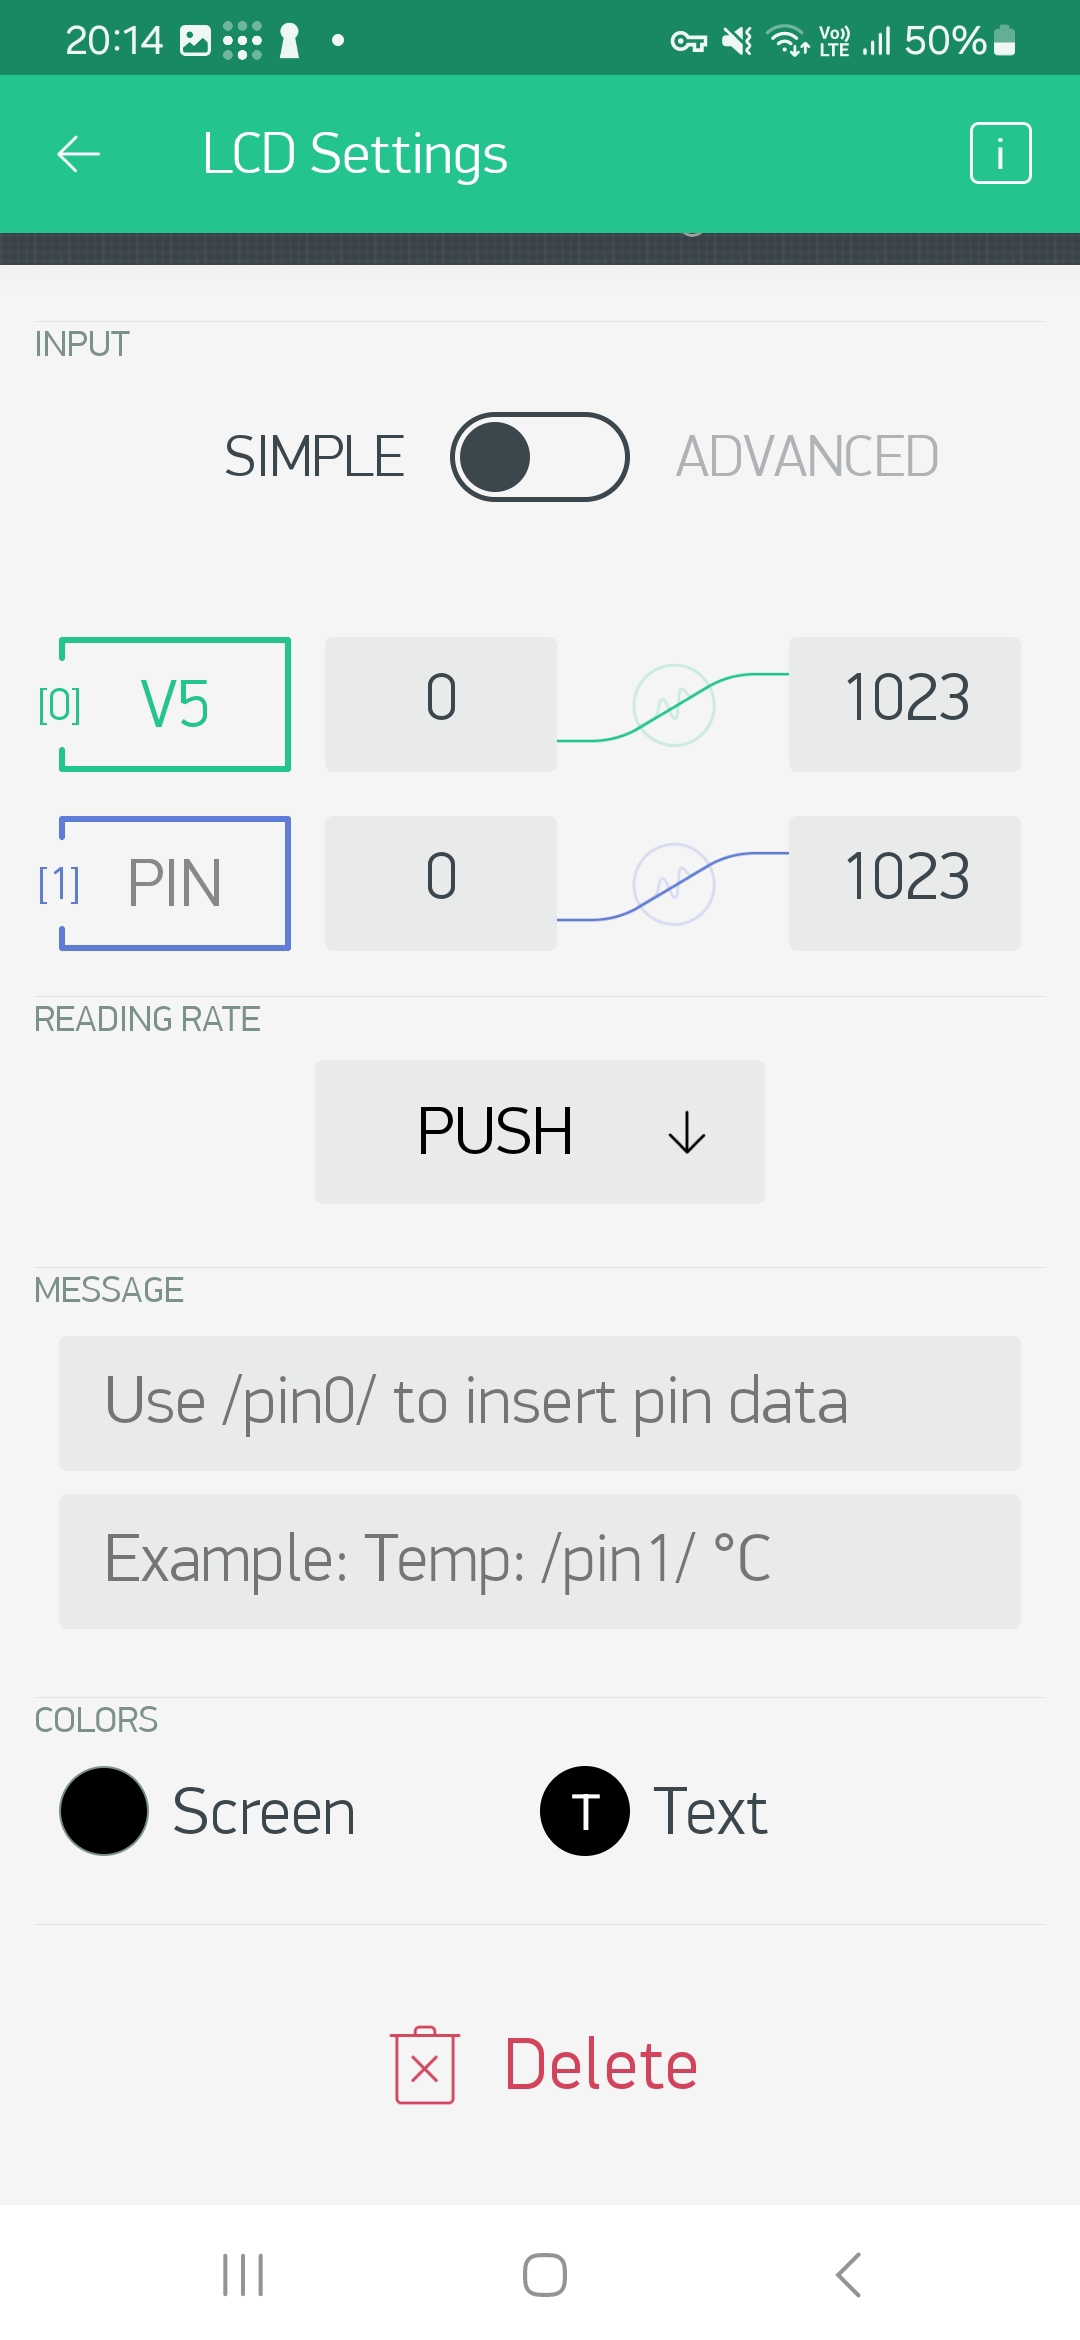 20:14 Vo)) LTE 50%
LCD Settings i
INPUT
SIMPLE ADVANCED
[0] V5 0 1023
[1] PIN 0 1023
READING RATE
PUSH ↓
MESSAGE
Use /pin0/ to insert pin data
Example: Temp: /pin1/ °C
COLORS
Screen T Text
Delete